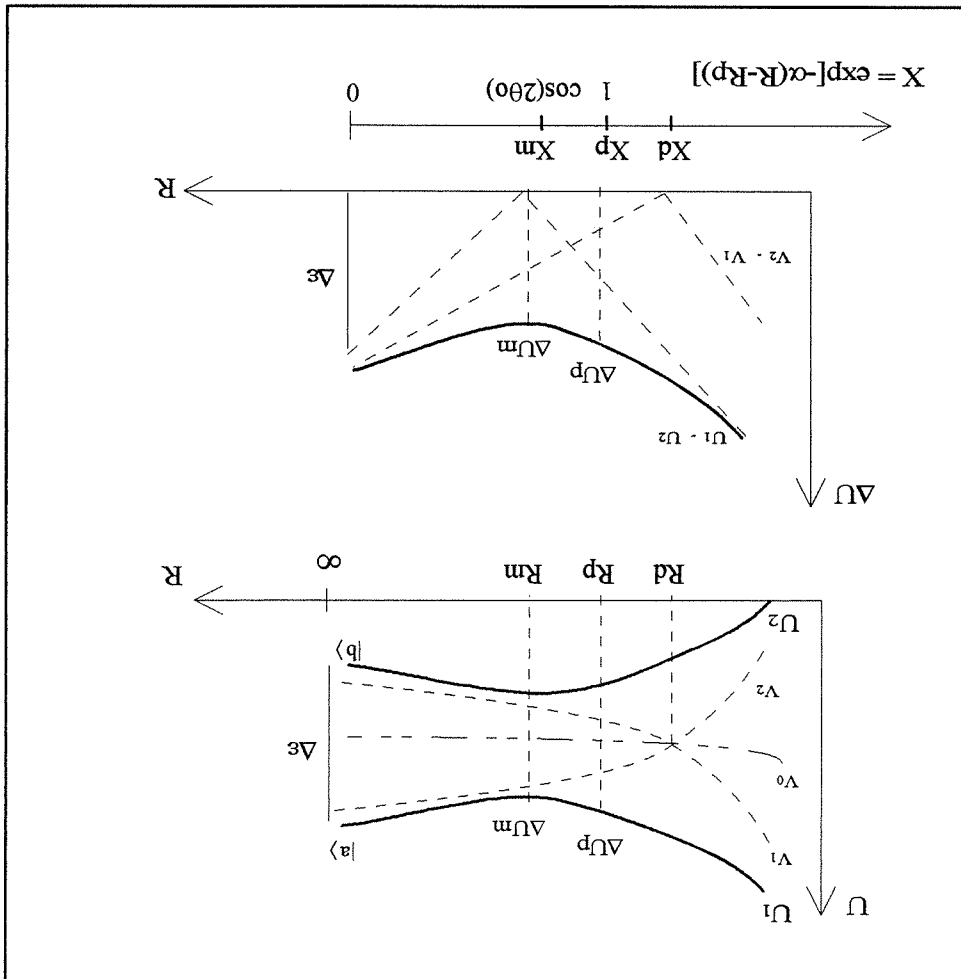 U
U₁
|a⟩
ΔUp
ΔUm
V₁
V₀
Δε
V₂
|b⟩
U₂
Rd Rp Rm ∞ R
ΔU
U₁ - U₂
ΔUp
ΔUm
Δε
V₂ - V₁
R
Xd Xp Xm
1 cos(2θo) 0
X = exp[-α(R-Rp)]